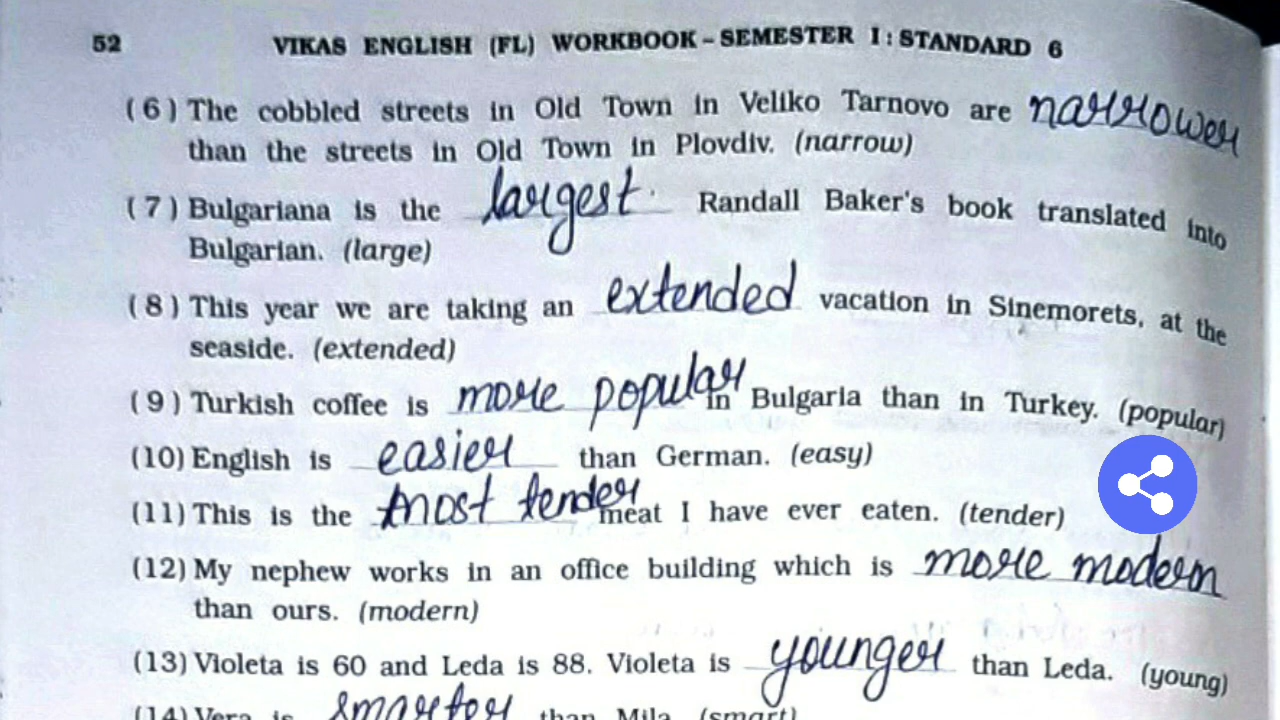 52 VIKAS ENGLISH (FL) WORKBOOK – SEMESTER I : STANDARD 6
(6) The cobbled streets in Old Town in Veliko Tarnovo are narrower
than the streets in Old Town in Plovdiv. (narrow)
(7) Bulgariana is the largest Randall Baker's book translated into
Bulgarian. (large)
(8) This year we are taking an extended vacation in Sinemorets, at the
seaside. (extended)
(9) Turkish coffee is more popular in Bulgaria than in Turkey. (popular)
(10) English is easier than German. (easy)
(11) This is the most tender meat I have ever eaten. (tender)
(12) My nephew works in an office building which is more modern
than ours. (modern)
(13) Violeta is 60 and Leda is 88. Violeta is younger than Leda. (young)
(14) Vera is smarter than Mila. (smart)